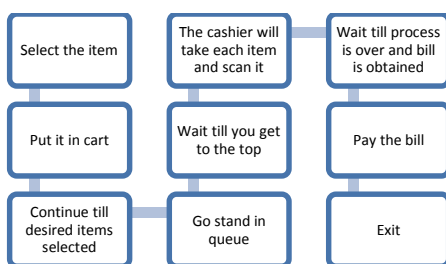 Select the item
Put it in cart
Continue till
desired items
selected
Go stand in
queue
Wait till you get
to the top
The cashier will
take each item
and scan it
Wait till process
is over and bill
is obtained
Pay the bill
Exit